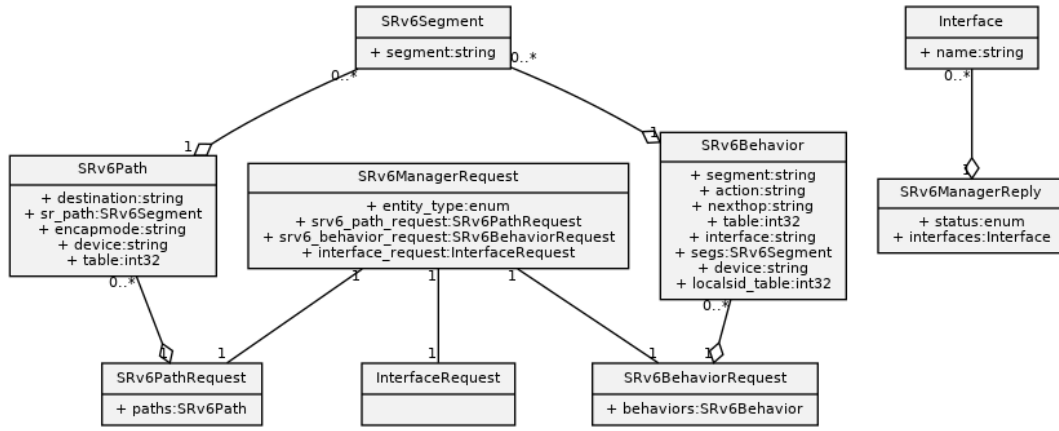 SRv6Segment
+ segment:string
Interface
+ name:string
0..*
0..*
0..*
1
1
1
SRv6Path
+ destination:string
+ sr_path:SRv6Segment
+ encapmode:string
+ device:string
+ table:int32
SRv6ManagerRequest
+ entity_type:enum
+ srv6_path_request:SRv6PathRequest
+ srv6_behavior_request:SRv6BehaviorRequest
+ interface_request:InterfaceRequest
SRv6Behavior
+ segment:string
+ action:string
+ nexthop:string
+ table:int32
+ interface:string
+ segs:SRv6Segment
+ device:string
+ localsid_table:int32
SRv6ManagerReply
+ status:enum
+ interfaces:Interface
0..*
1
1
1
0..*
1
1
1
1
1
SRv6PathRequest
+ paths:SRv6Path
InterfaceRequest
SRv6BehaviorRequest
+ behaviors:SRv6Behavior